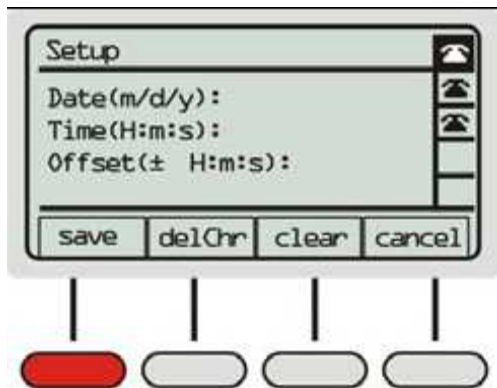 Setup
Date(m/d/y):
Time(H:m:s):
Offset(± H:m:s):
save delChr clear cancel